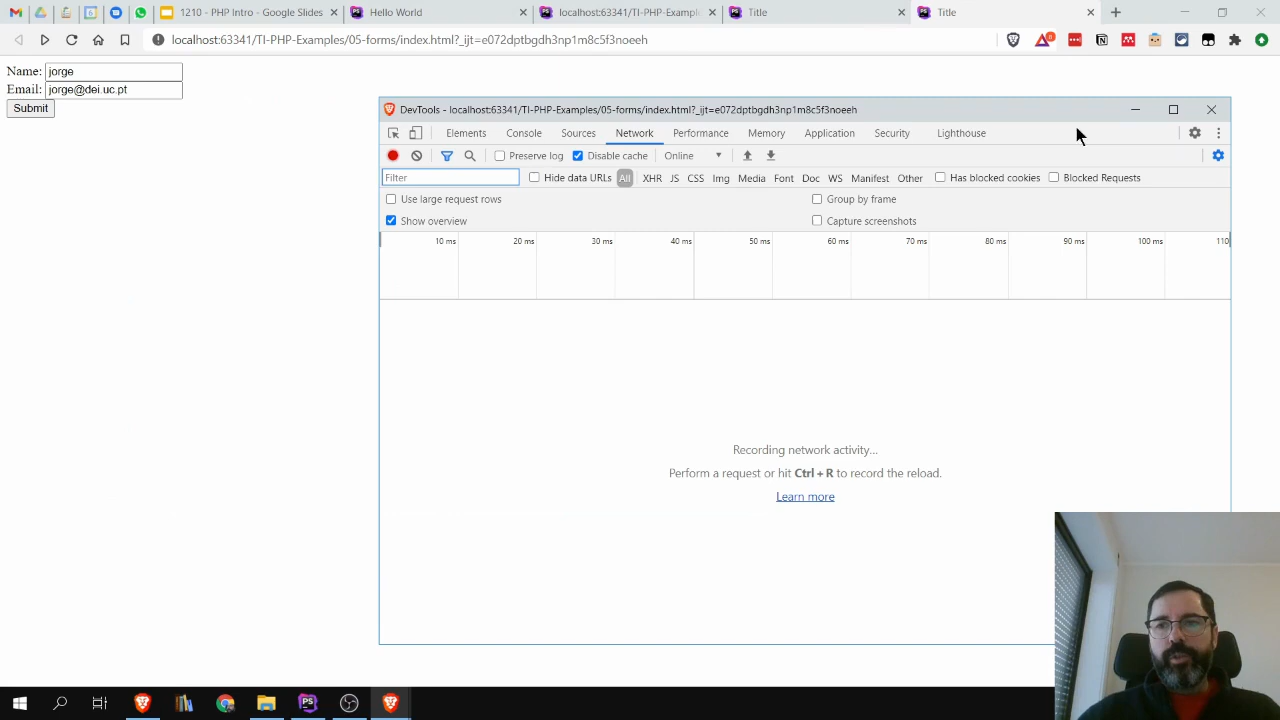 1210 - PHP Intro - Google Slides
Hello World
localhost:63341/TI-PHP-Exampl
Title
Title
localhost:63341/TI-PHP-Examples/05-forms/index.html?_ijt=e072dptbgdh3np1m8c5f3noeeh
Name: jorge
Email: jorge@dei.uc.pt
Submit
DevTools - localhost:63341/TI-PHP-Examples/05-forms/index.html?_ijt=e072dptbgdh3np1m8c5f3noeeh
Elements Console Sources Network Performance Memory Application Security Lighthouse
Preserve log Disable cache Online
Filter Hide data URLs All XHR JS CSS Img Media Font Doc WS Manifest Other Has blocked cookies Blocked Requests
Use large request rows Group by frame
Show overview Capture screenshots
10 ms 20 ms 30 ms 40 ms 50 ms 60 ms 70 ms 80 ms 90 ms 100 ms 110
Recording network activity...
Perform a request or hit Ctrl + R to record the reload.
Learn more
PS